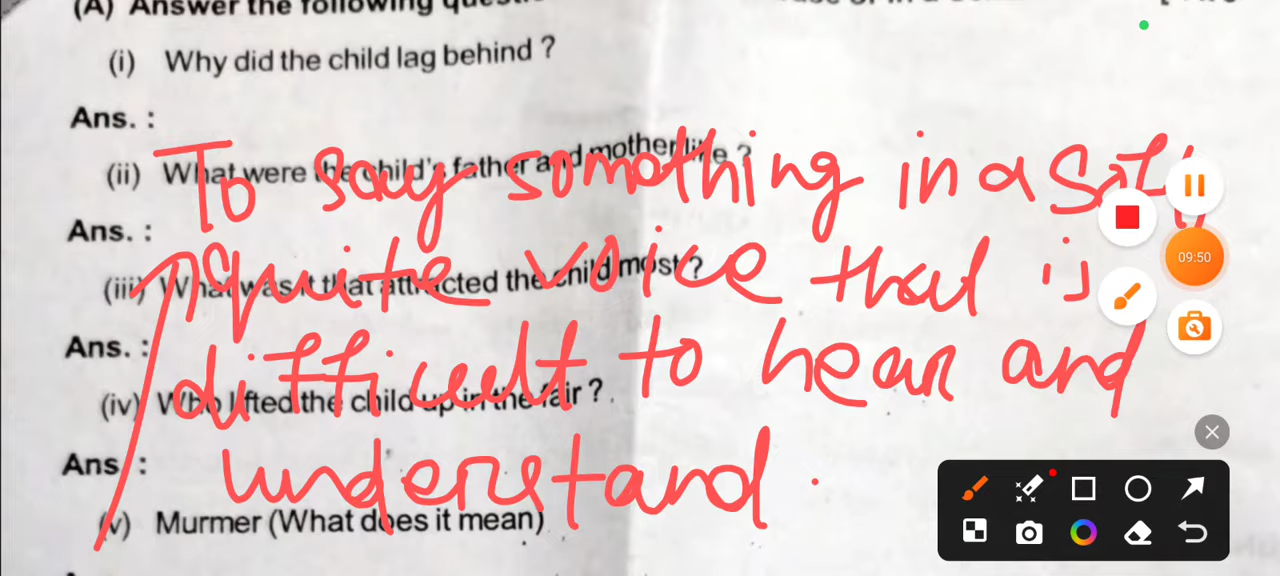 (A) Answer the following
(i) Why did the child lag behind ?
Ans. :
(ii) What were the child's father and mother like ?
Ans. :
(iii) What was it that attracted the child most ?
Ans. :
(iv) Who lifted the child up in the fair ?
Ans :
(v) Murmer (What does it mean)
To say something in a soft,
quite voice that is
difficult to hear and
understand.
09:50